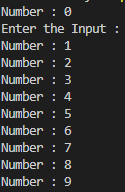 Number : 0
Enter the Input :
Number : 1
Number : 2
Number : 3
Number : 4
Number : 5
Number : 6
Number : 7
Number : 8
Number : 9